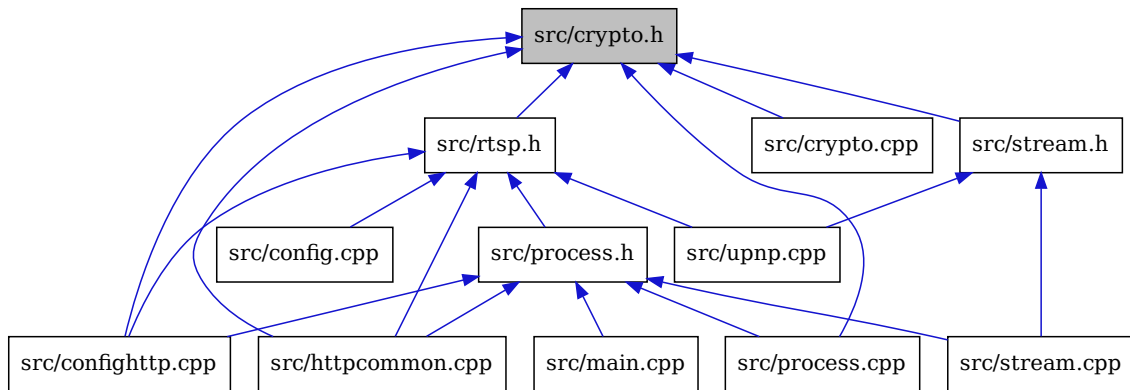 src/crypto.h
src/rtsp.h
src/crypto.cpp
src/stream.h
src/config.cpp
src/process.h
src/upnp.cpp
src/confighttp.cpp
src/httpcommon.cpp
src/main.cpp
src/process.cpp
src/stream.cpp